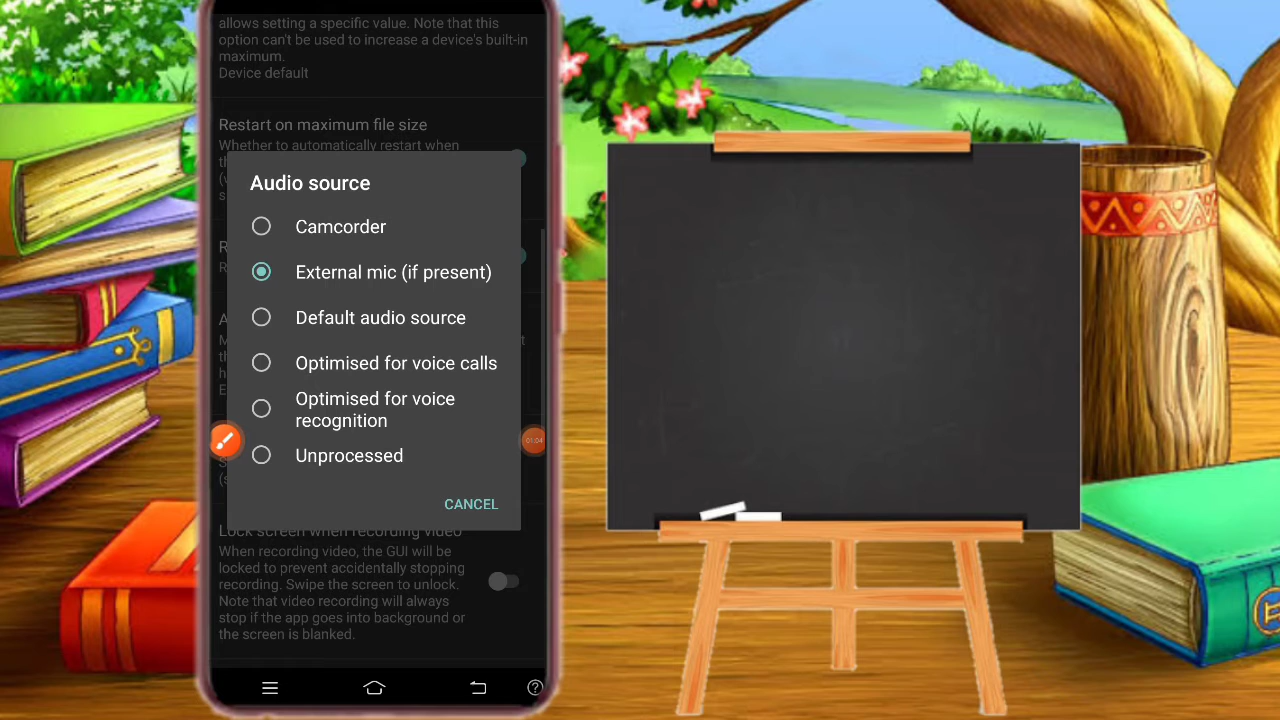 allows setting a specific value. Note that this
option can't be used to increase a device's built-in
maximum.
Device default
Restart on maximum file size
Whether to automatically restart when
Audio source
Camcorder
External mic (if present)
Default audio source
Optimised for voice calls
Optimised for voice
recognition
Unprocessed
01:04
CANCEL
Lock screen when recording video
When recording video, the GUI will be
locked to prevent accidentally stopping
recording. Swipe the screen to unlock.
Note that video recording will always
stop if the app goes into background or
the screen is blanked.